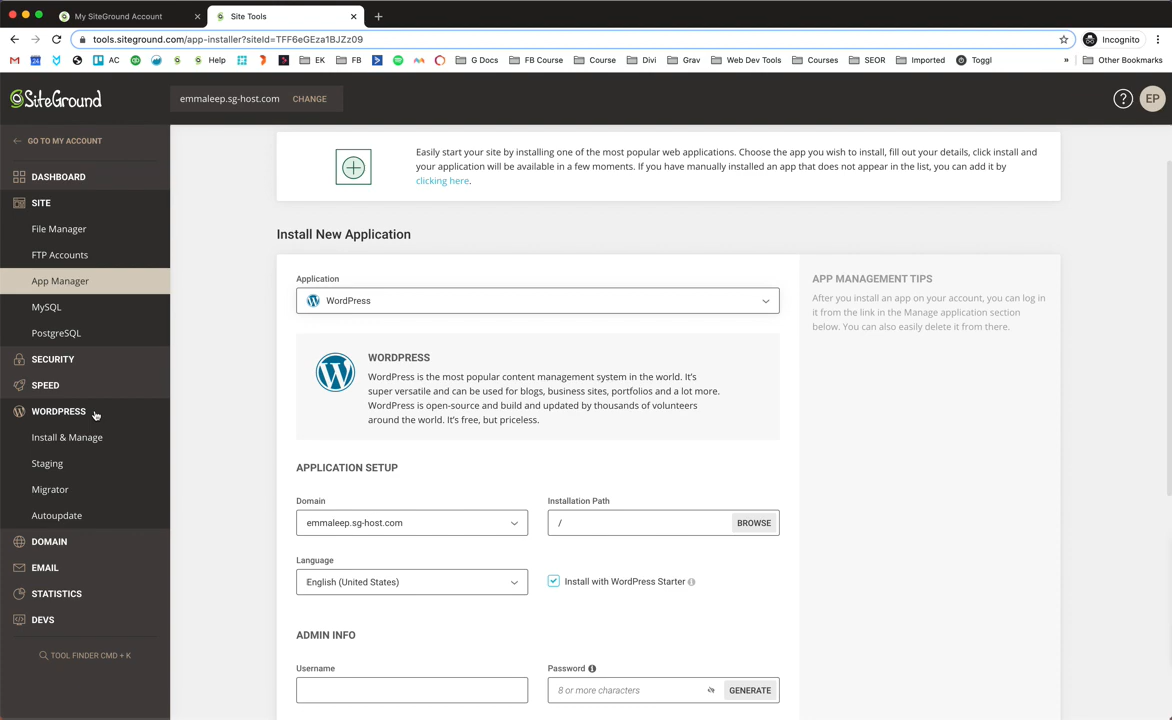 My SiteGround Account
Site Tools
tools.siteground.com/app-installer?siteId=TFF6eGEza1BJZz09
Incognito
AC
Help
EK
FB
G Docs
FB Course
Course
Divi
Grav
Web Dev Tools
Courses
Imported
SEOR
Toggl
»
Other Bookmarks
SiteGround
emmaleep.sg-host.com CHANGE
? EP
GO TO MY ACCOUNT
DASHBOARD
SITE
File Manager
FTP Accounts
App Manager
MySQL
PostgreSQL
SECURITY
SPEED
WORDPRESS
Install & Manage
Staging
Migrator
Autoupdate
DOMAIN
EMAIL
STATISTICS
DEVS
TOOL FINDER CMD + K
Easily start your site by installing one of the most popular web applications. Choose the app you wish to install, fill out your details, click install and
your application will be available in a few moments. If you have manually installed an app that does not appear in the list, you can add it by
clicking here.
Install New Application
Application
WordPress
WORDPRESS
WordPress is the most popular content management system in the world. It's
super versatile and can be used for blogs, business sites, portfolios and a lot more.
WordPress is open-source and build and updated by thousands of volunteers
around the world. It's free, but priceless.
APPLICATION SETUP
Domain
emmaleep.sg-host.com
Installation Path
/ BROWSE
Language
English (United States)
Install with WordPress Starter
ADMIN INFO
Username
Password
8 or more characters GENERATE
APP MANAGEMENT TIPS
After you install an app on your account, you can log in
it from the link in the Manage application section
below. You can also easily delete it from there.